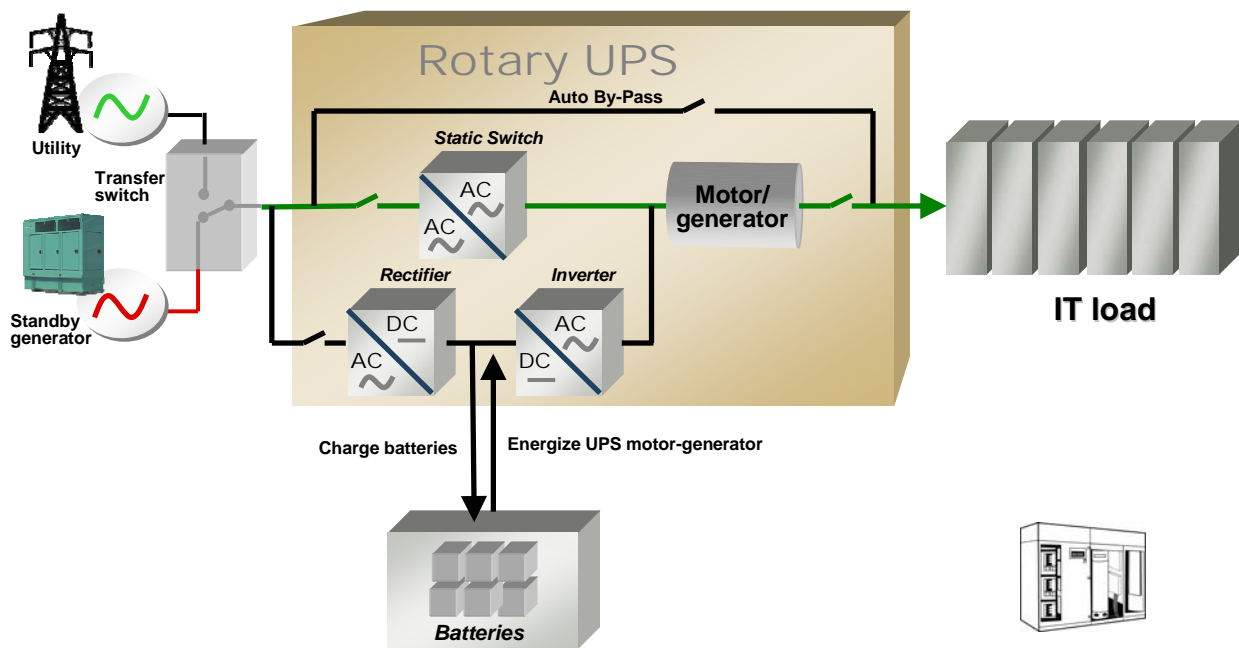 Rotary UPS
Auto By-Pass
Utility
Static Switch
Transfer
switch
AC
AC
Motor/
generator
Rectifier
Inverter
Standby
generator
DC
AC
AC
DC
IT load
Charge batteries
Energize UPS motor-generator
Batteries